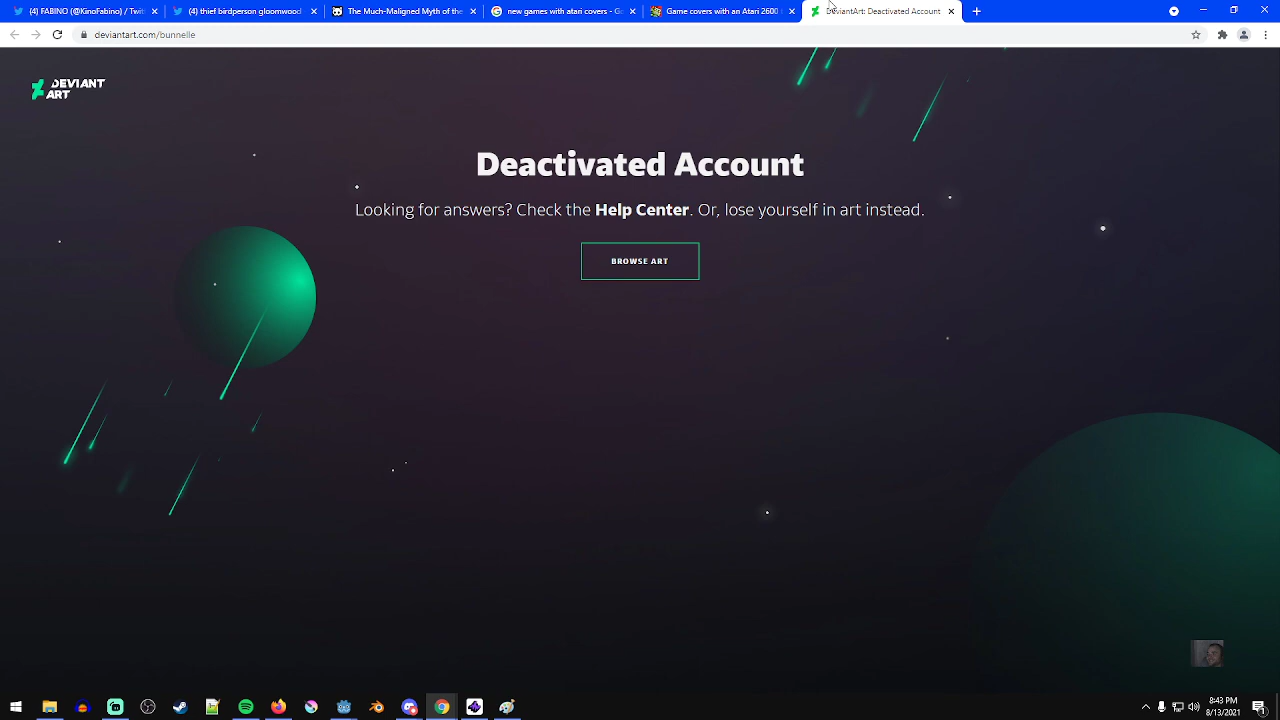 (4) FABINO (@KinoFabino) / Twit
(4) thief birdperson gloomwood
The Much-Maligned Myth of the
new games with atari covers - Go
Game covers with an Atari 2600
DeviantArt: Deactivated Account
deviantart.com/bunnelle
DEVIANT
ART
Deactivated Account
Looking for answers? Check the Help Center. Or, lose yourself in art instead.
BROWSE ART
8:43 PM
8/13/2021
1